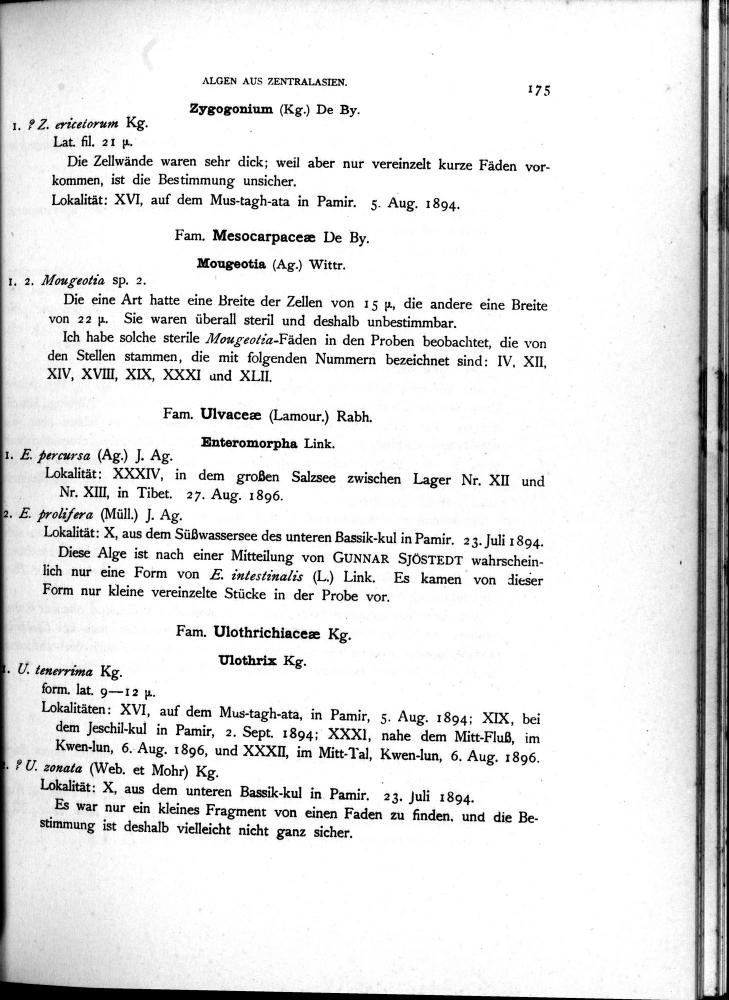 ALGEN AUS ZENTRALASIEN.
175
Zygogonium (Kg.) De By.
1. ? Z. ericetorum Kg.
Lat. fil. 21 µ.
Die Zellwände waren sehr dick; weil aber nur vereinzelt kurze Fäden vor-
kommen, ist die Bestimmung unsicher.
Lokalität: XVI, auf dem Mus-tagh-ata in Pamir. 5. Aug. 1894.
Fam. Mesocarpaceæ De By.
Mougeotia (Ag.) Wittr.
1. 2. Mougeotia sp. 2.
Die eine Art hatte eine Breite der Zellen von 15 µ, die andere eine Breite
von 22 µ. Sie waren überall steril und deshalb unbestimmbar.
Ich habe solche sterile Mougeotia-Fäden in den Proben beobachtet, die von
den Stellen stammen, die mit folgenden Nummern bezeichnet sind: IV, XII,
XIV, XVIII, XIX, XXXI und XLII.
Fam. Ulvaceæ (Lamour.) Rabh.
Enteromorpha Link.
1. E. percursa (Ag.) J. Ag.
Lokalität: XXXIV, in dem großen Salzsee zwischen Lager Nr. XII und
Nr. XIII, in Tibet. 27. Aug. 1896.
2. E. prolifera (Müll.) J. Ag.
Lokalität: X, aus dem Süßwassersee des unteren Bassik-kul in Pamir. 23. Juli 1894.
Diese Alge ist nach einer Mitteilung von GUNNAR SJÖSTEDT wahrschein-
lich nur eine Form von E. intestinalis (L.) Link. Es kamen von dieser
Form nur kleine vereinzelte Stücke in der Probe vor.
Fam. Ulothrichiaceæ Kg.
Ulothrix Kg.
1. U. tenerrima Kg.
form. lat. 9—12 µ.
Lokalitäten: XVI, auf dem Mus-tagh-ata, in Pamir, 5. Aug. 1894; XIX, bei
dem Jeschil-kul in Pamir, 2. Sept. 1894; XXXI, nahe dem Mitt-Fluß, im
Kwen-lun, 6. Aug. 1896, und XXXII, im Mitt-Tal, Kwen-lun, 6. Aug. 1896.
. ? U. zonata (Web. et Mohr) Kg.
Lokalität: X, aus dem unteren Bassik-kul in Pamir. 23. Juli 1894.
Es war nur ein kleines Fragment von einen Faden zu finden, und die Be-
stimmung ist deshalb vielleicht nicht ganz sicher.